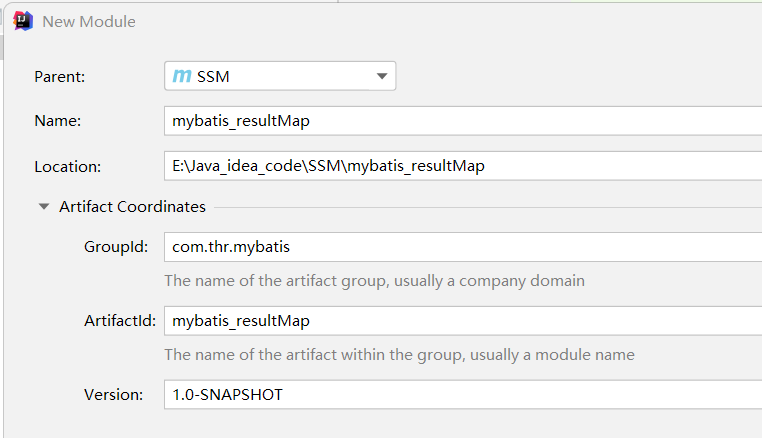 New Module
Parent: m SSM
Name: mybatis_resultMap
Location: E:\Java_idea_code\SSM\mybatis_resultMap
Artifact Coordinates
GroupId: com.thr.mybatis
The name of the artifact group, usually a company domain
ArtifactId: mybatis_resultMap
The name of the artifact within the group, usually a module name
Version: 1.0-SNAPSHOT